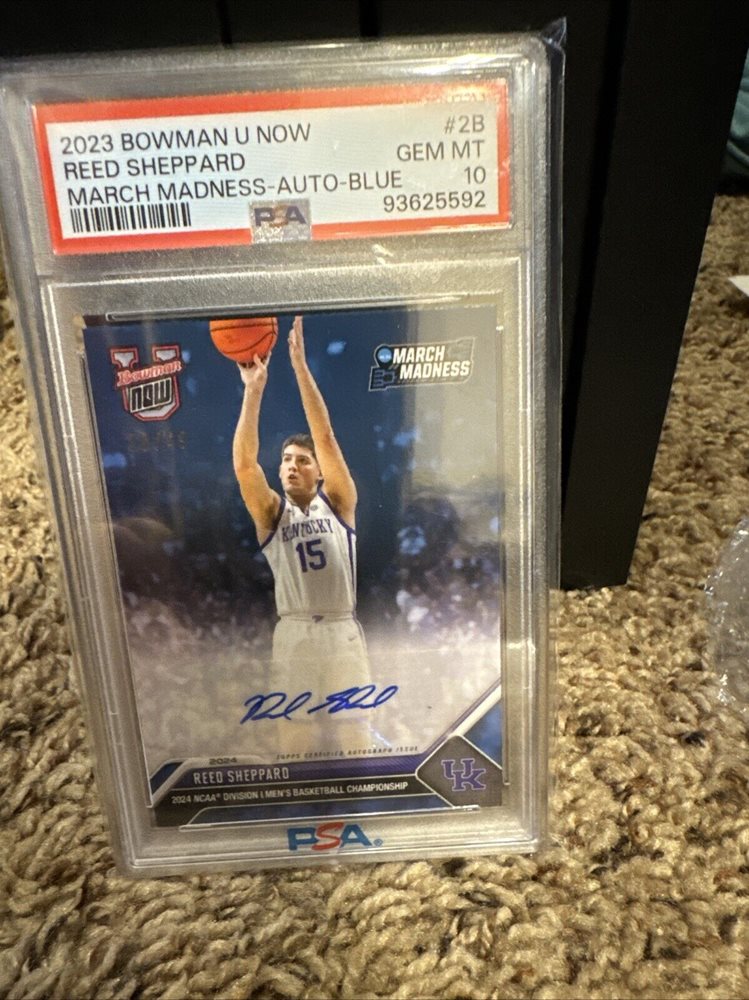 2023 BOWMAN U NOW #2B
REED SHEPPARD GEM MT
MARCH MADNESS-AUTO-BLUE 10
93625592
PSA
Bowman
NOW
MARCH
MADNESS
KENTUCKY
15
2024
TOPPS CERTIFIED AUTOGRAPH ISSUE
REED SHEPPARD
2024 NCAA® DIVISION I MEN'S BASKETBALL CHAMPIONSHIP
UK
PSA®